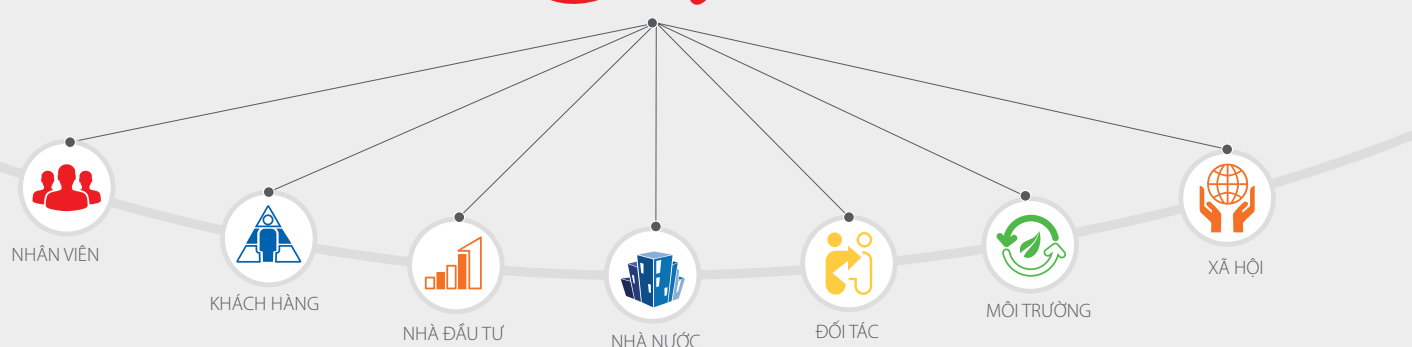 NHÂN VIÊN
KHÁCH HÀNG
NHÀ ĐẦU TƯ
NHÀ NƯỚC
ĐỐI TÁC
MÔI TRƯỜNG
XÃ HỘI